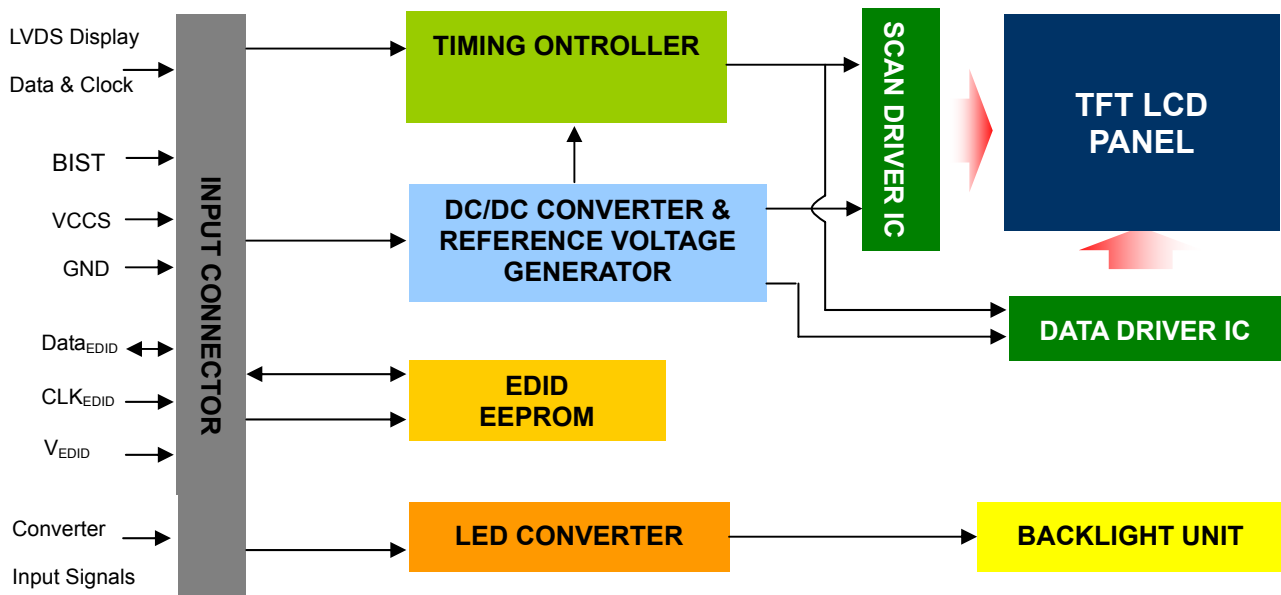 LVDS Display
Data & Clock
BIST
VCCS
GND
DataEDID
CLKEDID
VEDID
Converter
Input Signals
INPUT CONNECTOR
TIMING ONTROLLER
DC/DC CONVERTER &
REFERENCE VOLTAGE
GENERATOR
EDID
EEPROM
LED CONVERTER
SCAN DRIVER IC
TFT LCD
PANEL
DATA DRIVER IC
BACKLIGHT UNIT